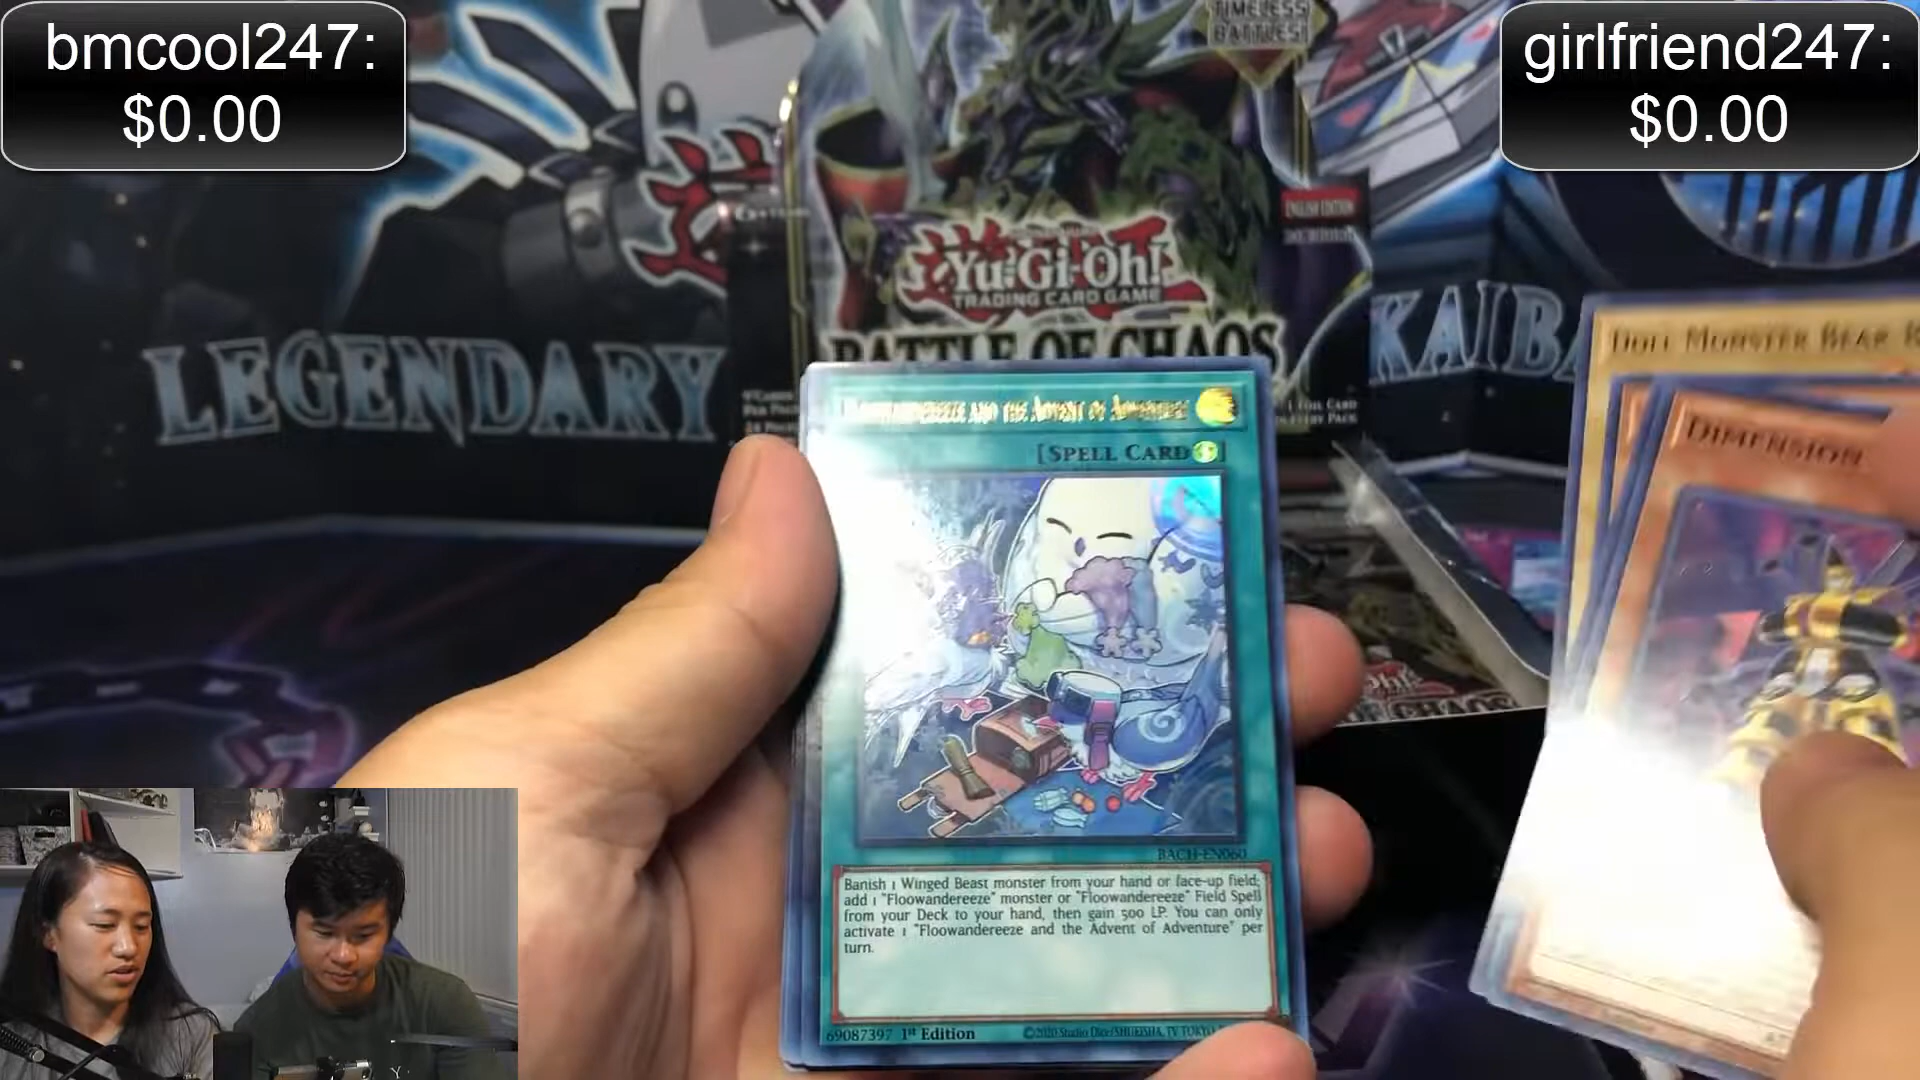 bmcool247:
$0.00
girlfriend247:
$0.00
TIMELESS
BATTLES!
ENGLISH EDITION
Yu-Gi-Oh!
TRADING CARD GAME
BATTLE OF CHAOS
LEGENDARY
KAIBA
DOLL MONSTER BEAR
DIMENSION
FLOOWANDEREEZE AND THE ADVENT OF ADVENTURE
[SPELL CARD]
BACH-EN060
Banish 1 Winged Beast monster from your hand or face-up field;
add 1 "Floowandereeze" monster or "Floowandereeze" Field Spell
from your Deck to your hand, then gain 500 LP. You can only
activate 1 "Floowandereeze and the Advent of Adventure" per
turn.
69087397 1st Edition
©2020 Studio Dice/SHUEISHA, TV TOKYO